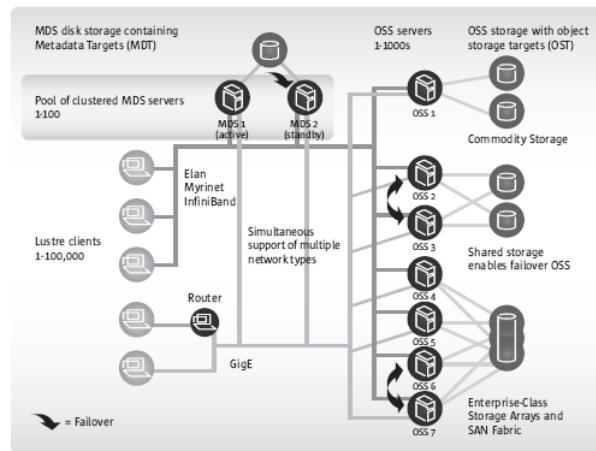 MDS disk storage containing
Metadata Targets (MDT)
OSS servers
1-1000s
OSS storage with object
storage targets (OST)
Pool of clustered MDS servers
1-100
MDS 1
(active)
MDS 2
(standby)
OSS 1
Commodity Storage
Elan
Myrinet
InfiniBand
OSS 2
Simultaneous
support of multiple
network types
OSS 3
Lustre clients
1-100,000
Shared storage
enables failover OSS
OSS 4
Router
OSS 5
GigE
OSS 6
= Failover
OSS 7
Enterprise-Class
Storage Arrays and
SAN Fabric